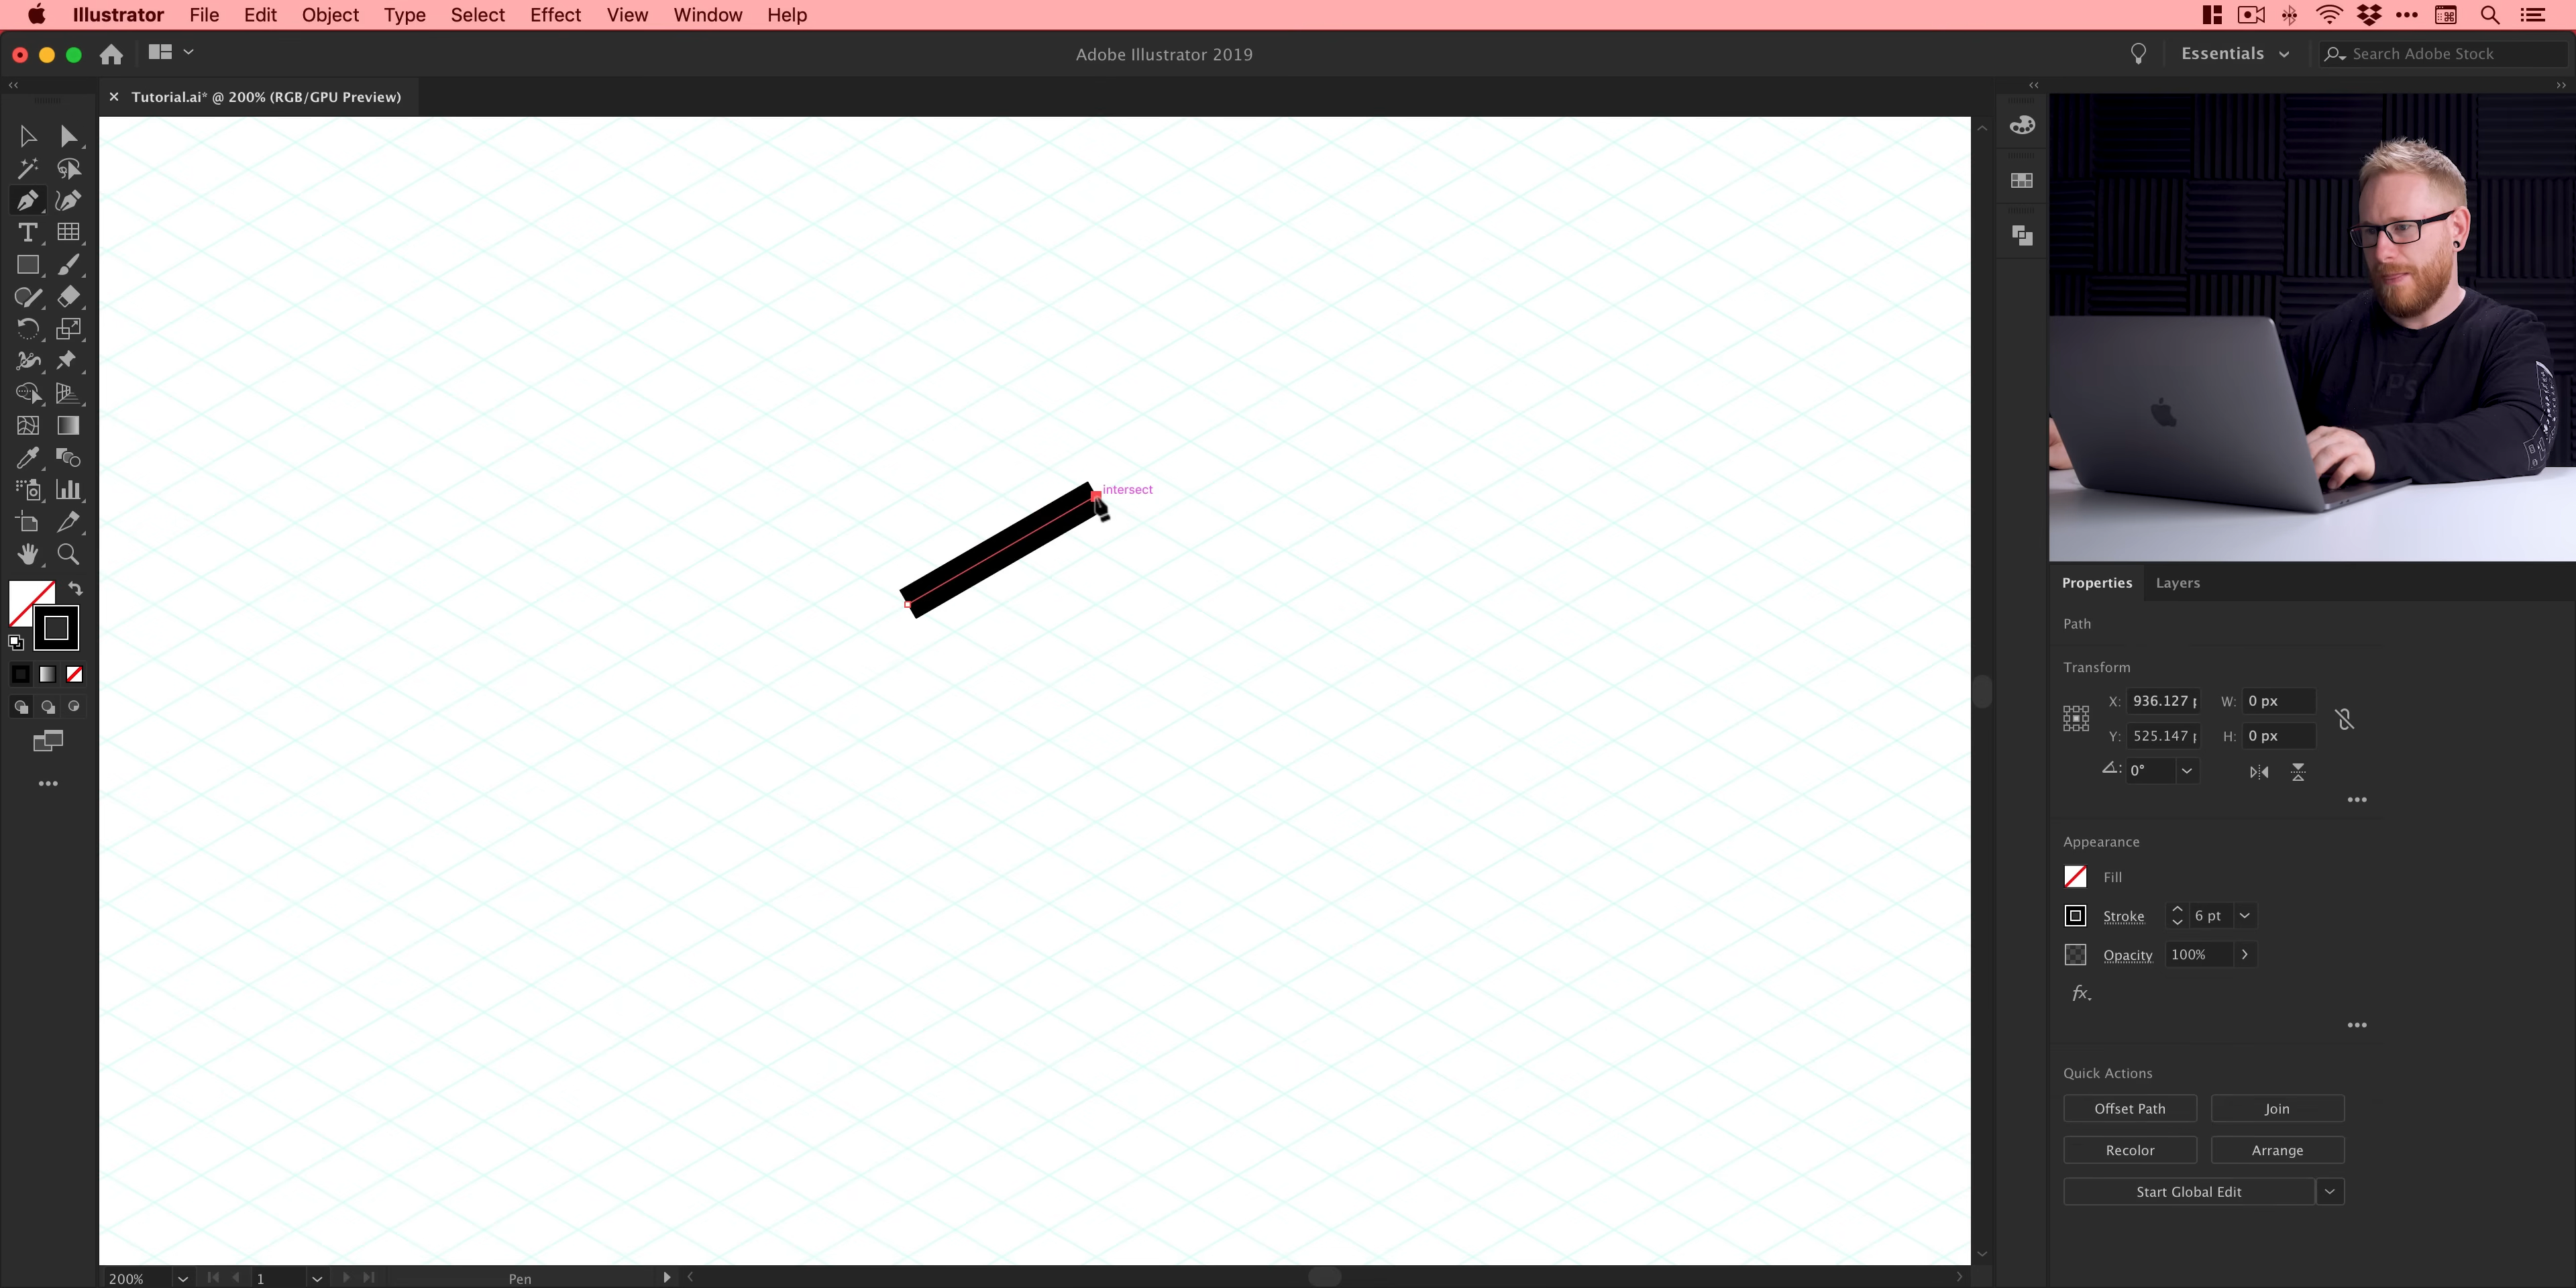 Illustrator File Edit Object Type Select Effect View Window Help
Adobe Illustrator 2019
Essentials
Search Adobe Stock
Tutorial.ai* @ 200% (RGB/GPU Preview)
intersect
PS
Properties Layers
Path
Transform
X: 936.127 p W: 0 px
Y: 525.147 p H: 0 px
0°
Appearance
Fill
Stroke 6 pt
Opacity 100%
fx.
Quick Actions
Offset Path Join
Recolor Arrange
Start Global Edit
200% 1 Pen